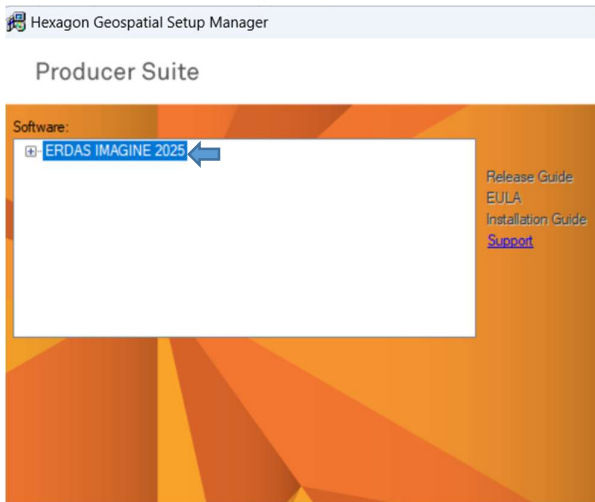 Hexagon Geospatial Setup Manager
Producer Suite
Software:
ERDAS IMAGINE 2025
Release Guide
EULA
Installation Guide
Support